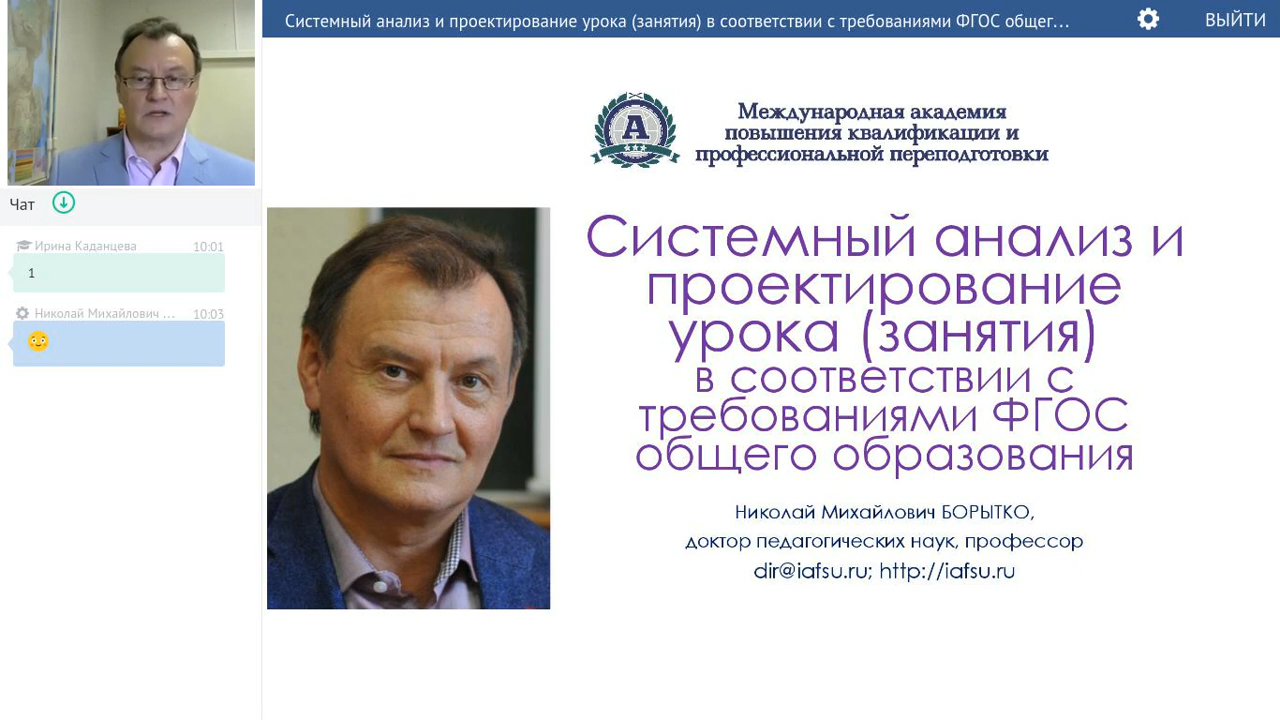 Системный анализ и проектирование урока (занятия) в соответствии с требованиями ФГОС общег...
ВЫЙТИ
Чат
Ирина Каданцева 10:01
1
Николай Михайлович ... 10:03
А
Международная академия
повышения квалификации и
профессиональной переподготовки
Системный анализ и
проектирование
урока (занятия)
в соответствии с
требованиями ФГОС
общего образования
Николай Михайлович БОРЫТКО,
доктор педагогических наук, профессор
dir@iafsu.ru; http://iafsu.ru